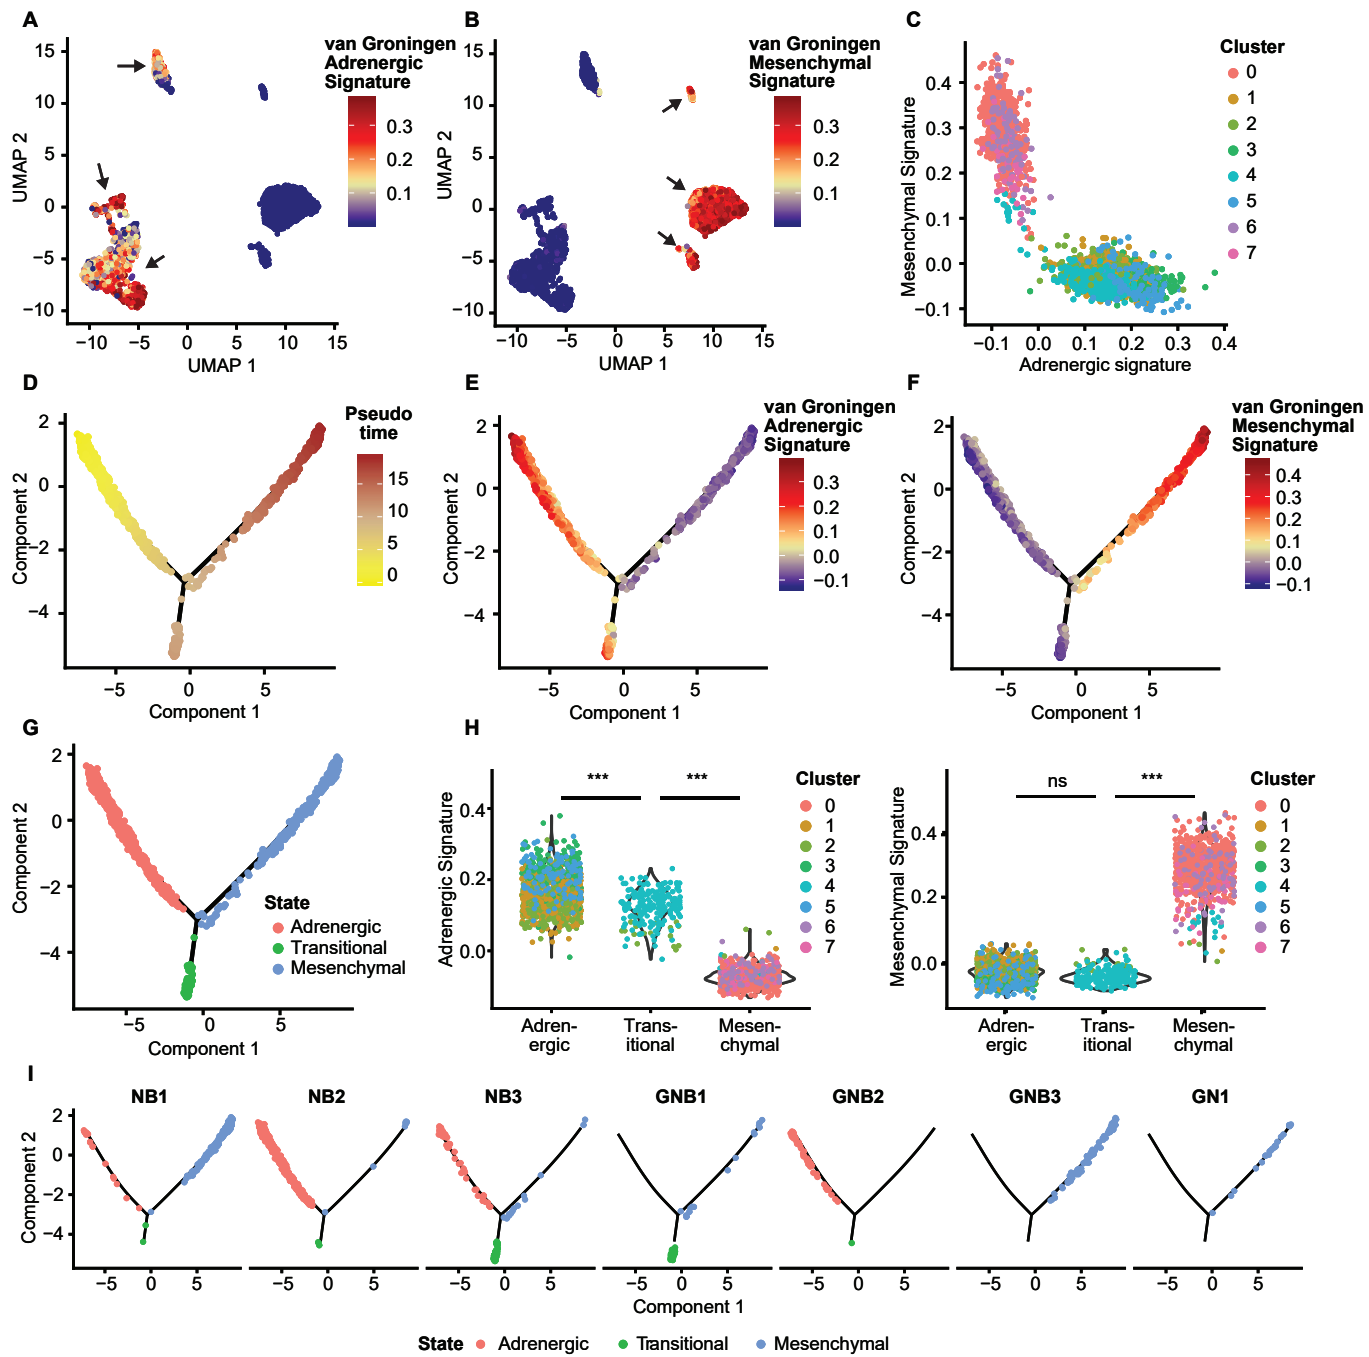 A
van Groningen
Adrenergic
Signature
0.3
0.2
0.1
15
10
5
0
−5
−10
UMAP 2
−10 −5 0 5 10 15
UMAP 1
B
van Groningen
Mesenchymal
Signature
0.3
0.2
0.1
15
10
5
0
−5
−10
UMAP 2
−10 −5 0 5 10 15
UMAP 1
C
Cluster
0
1
2
3
4
5
6
7
0.4
0.3
0.2
0.1
0.0
−0.1
Mesenchymal Signature
−0.1 0.0 0.1 0.2 0.3 0.4
Adrenergic signature
D
Pseudo
time
15
10
5
0
2
0
−2
−4
Component 2
−5 0 5
Component 1
E
van Groningen
Adrenergic
Signature
0.3
0.2
0.1
0.0
−0.1
2
0
−2
−4
Component 2
−5 0 5
Component 1
F
van Groningen
Mesenchymal
Signature
0.4
0.3
0.2
0.1
0.0
−0.1
2
0
−2
−4
Component 2
−5 0 5
Component 1
G
2
0
−2
−4
Component 2
State
Adrenergic
Transitional
Mesenchymal
−5 0 5
Component 1
H
*** ***
Cluster
0
1
2
3
4
5
6
7
0.4
0.2
0.0
Adrenergic Signature
Adren-
ergic
Trans-
itional
Mesen-
chymal
ns ***
Cluster
0
1
2
3
4
5
6
7
0.4
0.2
0.0
Mesenchymal Signature
Adren-
ergic
Trans-
itional
Mesen-
chymal
I
NB1 NB2 NB3 GNB1 GNB2 GNB3 GN1
2
0
−2
−4
Component 2
−5 0 5 −5 0 5 −5 0 5 −5 0 5 −5 0 5 −5 0 5 −5 0 5
Component 1
State Adrenergic Transitional Mesenchymal